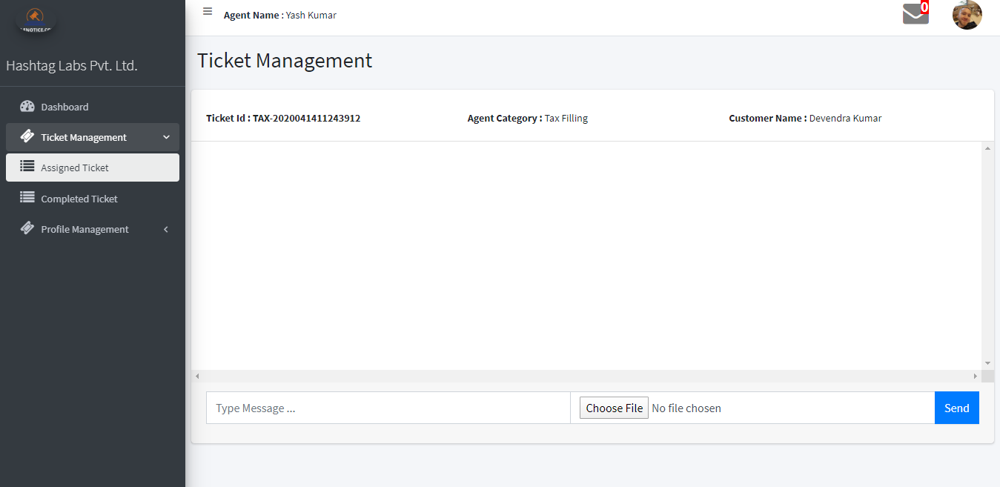 Agent Name : Yash Kumar
0
Hashtag Labs Pvt. Ltd.
Dashboard
Ticket Management
Assigned Ticket
Completed Ticket
Profile Management
Ticket Management
Ticket Id : TAX-2020041411243912
Agent Category : Tax Filling
Customer Name : Devendra Kumar
Type Message ...
Choose File No file chosen
Send